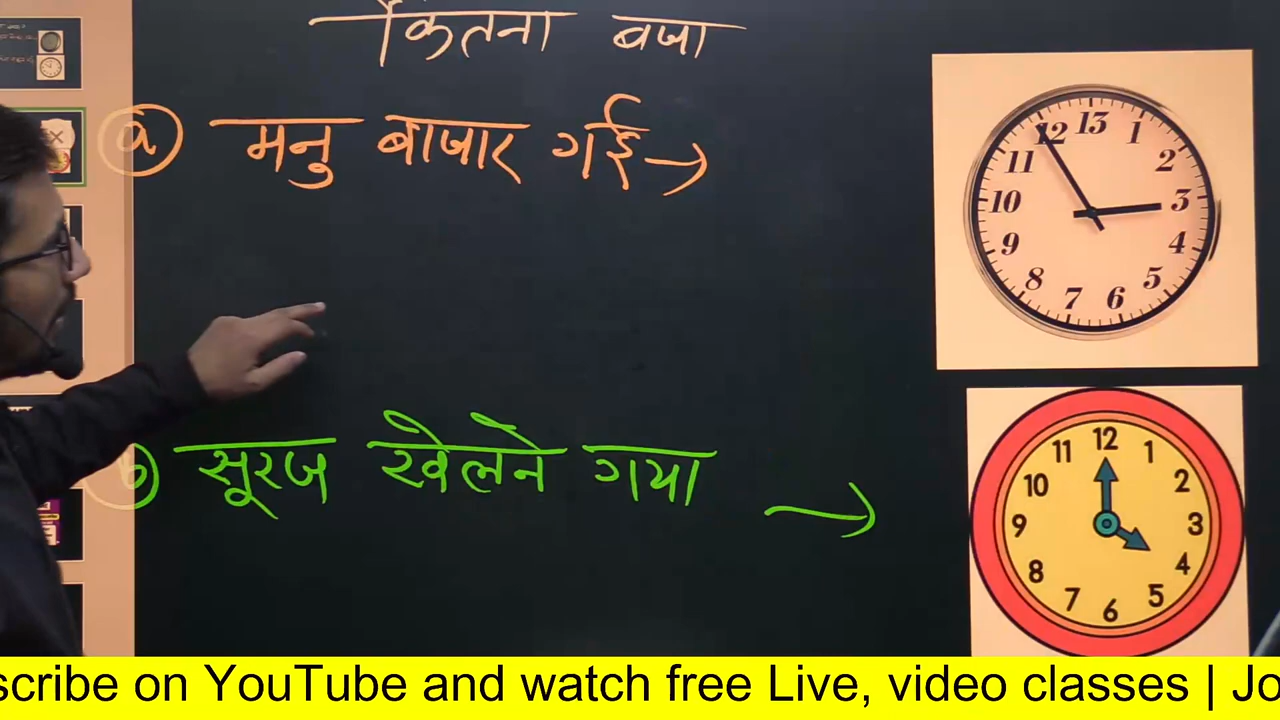 कितना बजा
a) मनु बाजार गई→
b) सूरज खेलने गया →
12 13 1
11 2
10 3
9 4
8 5
7 6
12
11 1
10 2
9 3
8 4
7 5
6
scribe on YouTube and watch free Live, video classes | Jo